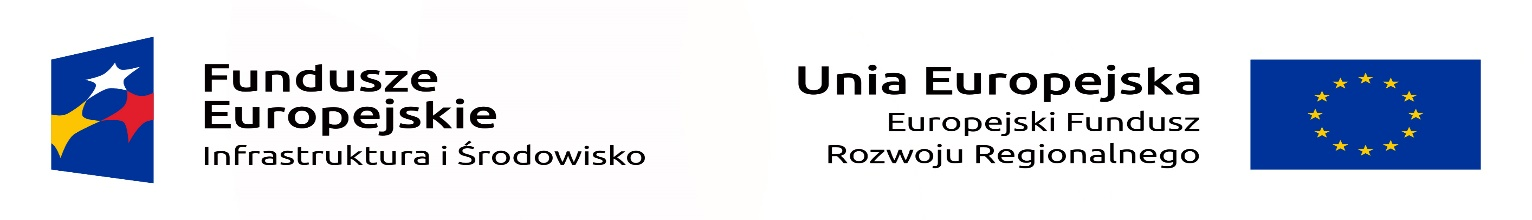 Fundusze
Europejskie
Infrastruktura i Środowisko
Unia Europejska
Europejski Fundusz
Rozwoju Regionalnego